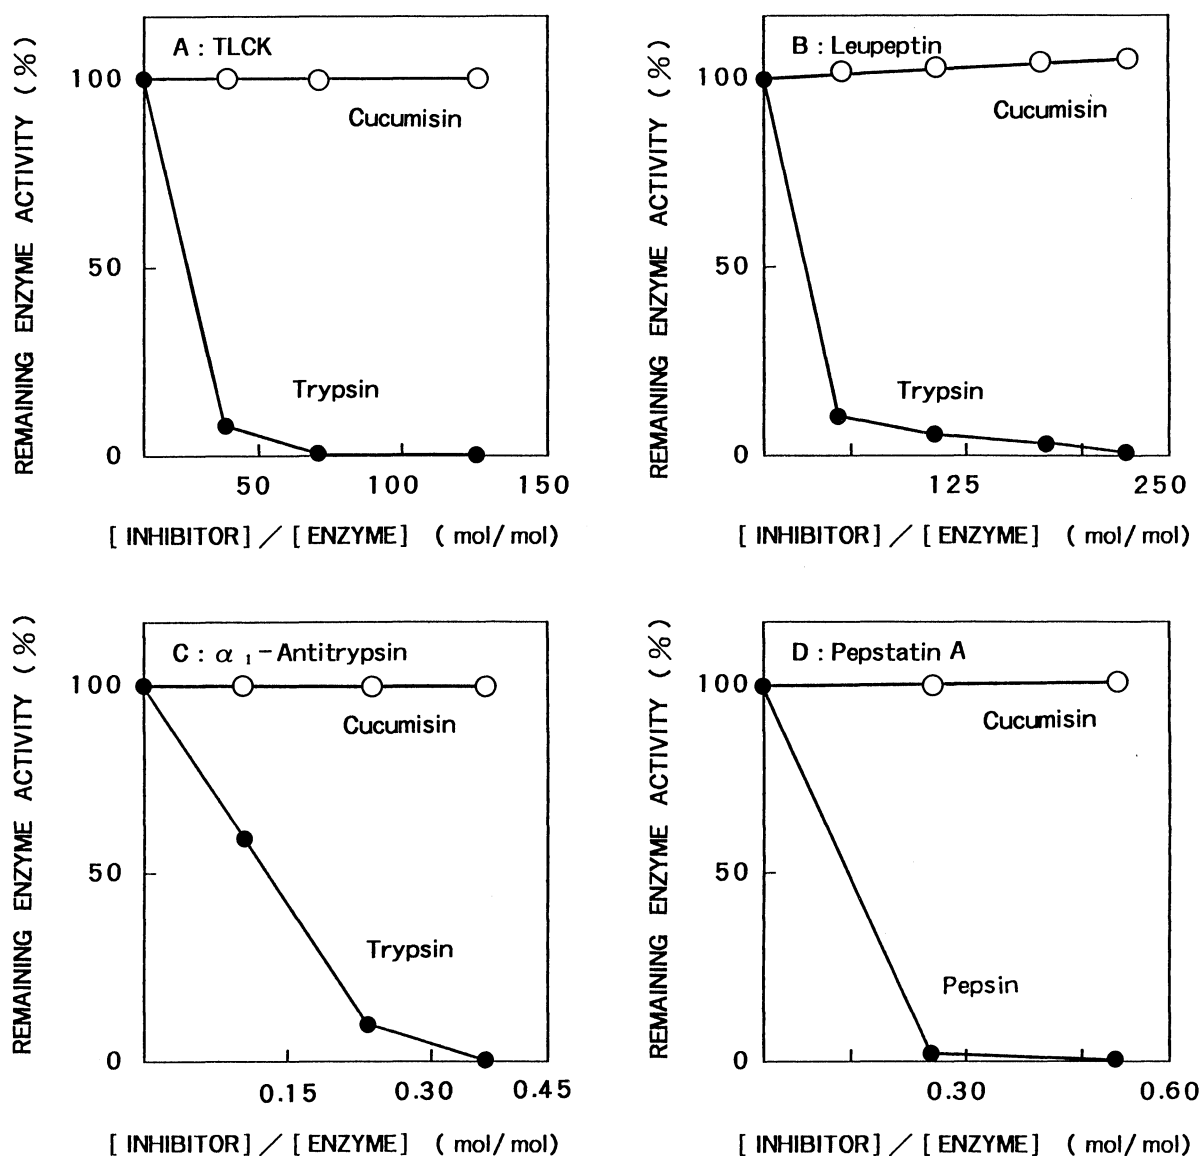 A : TLCK
REMAINING ENZYME ACTIVITY ( % )
100
50
0
Cucumisin
Trypsin
50 100 150
[ INHIBITOR ] ／ [ ENZYME ] ( mol/mol)
B : Leupeptin
REMAINING ENZYME ACTIVITY ( % )
100
50
0
Cucumisin
Trypsin
125 250
[ INHIBITOR ] ／ [ ENZYME ] ( mol/mol)
C : α₁-Antitrypsin
REMAINING ENZYME ACTIVITY ( % )
100
50
0
Cucumisin
Trypsin
0.15 0.30 0.45
[ INHIBITOR ] ／ [ ENZYME ] ( mol/mol)
D : Pepstatin A
REMAINING ENZYME ACTIVITY ( % )
100
50
0
Cucumisin
Pepsin
0.30 0.60
[ INHIBITOR ] ／ [ ENZYME ] ( mol/mol)